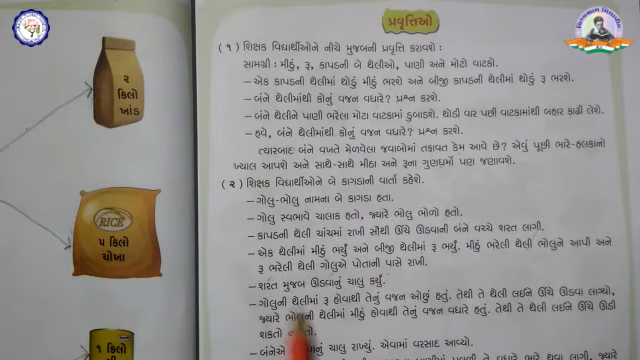 પ્રવૃત્તિઓ
(૧) શિક્ષક વિદ્યાર્થીઓને નીચે મુજબની પ્રવૃત્તિ કરાવશે :
સામગ્રી : મીઠું, રૂ, કાપડની બે થેલીઓ, પાણી અને મોટો વાટકો.
– એક કાપડની થેલીમાં થોડું મીઠું ભરશે અને બીજી કાપડની થેલીમાં થોડું રૂ ભરશે.
– બંને થેલીમાંથી કોનું વજન વધારે? પ્રશ્ન કરશે.
– બંને થેલીને પાણી ભરેલા મોટા વાટકામાં ડુબાડશે. થોડી વાર પછી વાટકામાંથી બહાર કાઢી લેશે.
– હવે, બંને થેલીમાંથી કોનું વજન વધારે? પ્રશ્ન કરશે.
ત્યારબાદ બંને વખતે મેળવેલા જવાબોમાં તફાવત કેમ આવે છે? એવું પૂછી ભારે-હલકાનો
ખ્યાલ આપશે અને સાથે-સાથે મીઠા અને રૂના ગુણધર્મો પણ જણાવશે.
(૨) શિક્ષક વિદ્યાર્થીઓને બે કાગડાની વાર્તા કહેશે.
– ગોલુ-ભોલુ નામના બે કાગડા હતા.
– ગોલુ સ્વભાવે ચાલાક હતો, જ્યારે ભોલુ ભોળો હતો.
– કાપડની થેલી ચાંચમાં રાખી સૌથી ઊંચે ઊડવાની બંને વચ્ચે શરત લાગી.
– એક થેલીમાં મીઠું ભર્યું અને બીજી થેલીમાં રૂ ભર્યું. મીઠું ભરેલી થેલી ભોલુને આપી અને
રૂ ભરેલી થેલી ગોલુએ પોતાની પાસે રાખી.
– શરત મુજબ ઊડવાનું ચાલુ કર્યું.
– ગોલુની થેલીમાં રૂ હોવાથી તેનું વજન ઓછું હતું. તેથી તે થેલી લઈને ઊંચે ઊડવા લાગ્યો,
જ્યારે ભોલુની થેલીમાં મીઠું હોવાથી તેનું વજન વધારે હતું. તેથી તે થેલી લઈને ઊંચે ઊડી
શકતો
– બંનેએ ચાલુ રાખ્યું. એવામાં વરસાદ આવ્યો.
૨
કિલો
ખાંડ
RICE
૫ કિલો
ચોખા
૧ કિલો